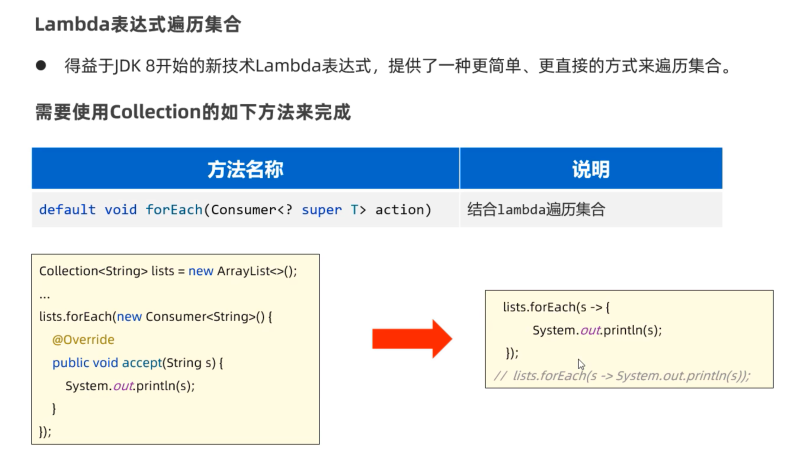 Lambda表达式遍历集合
● 得益于JDK 8开始的新技术Lambda表达式，提供了一种更简单、更直接的方式来遍历集合。
需要使用Collection的如下方法来完成
方法名称 说明
default void forEach(Consumer<? super T> action) 结合lambda遍历集合
Collection<String> lists = new ArrayList<>();
...
lists.forEach(new Consumer<String>() {
@Override
public void accept(String s) {
System.out.println(s);
}
});
lists.forEach(s -> {
System.out.println(s);
});
// lists.forEach(s -> System.out.println(s));